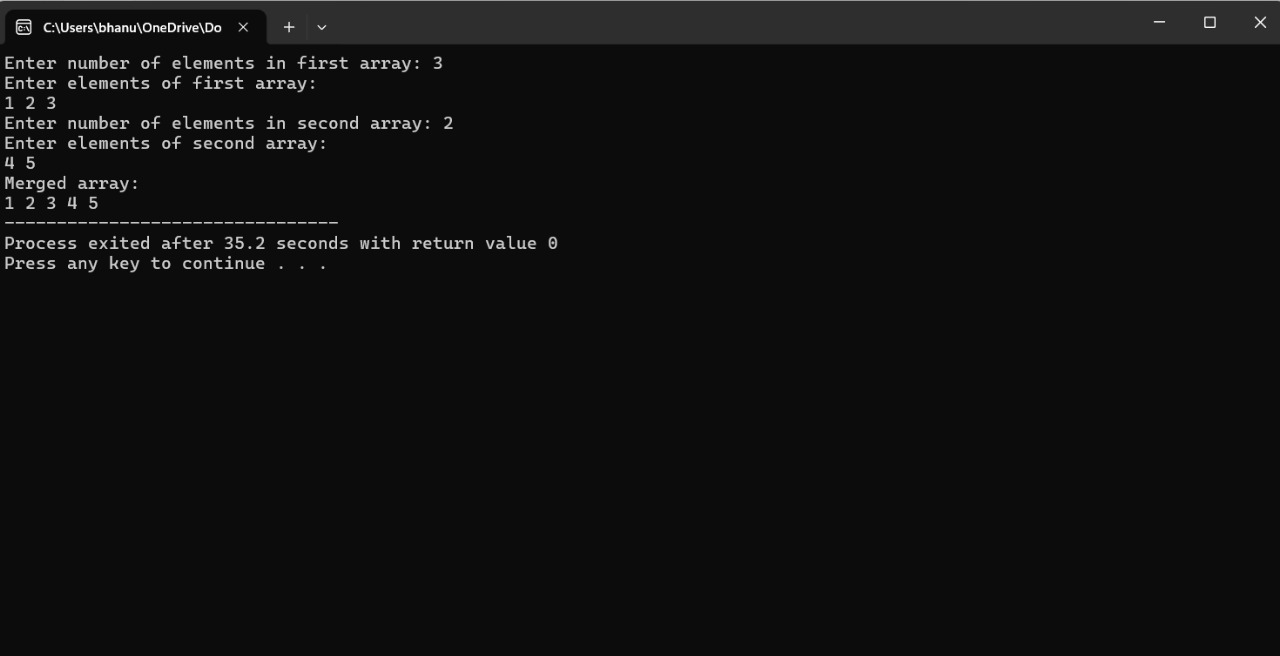 C:\Users\bhanu\OneDrive\Do
Enter number of elements in first array: 3
Enter elements of first array:
1 2 3
Enter number of elements in second array: 2
Enter elements of second array:
4 5
Merged array:
1 2 3 4 5
--------------------------------
Process exited after 35.2 seconds with return value 0
Press any key to continue . . .